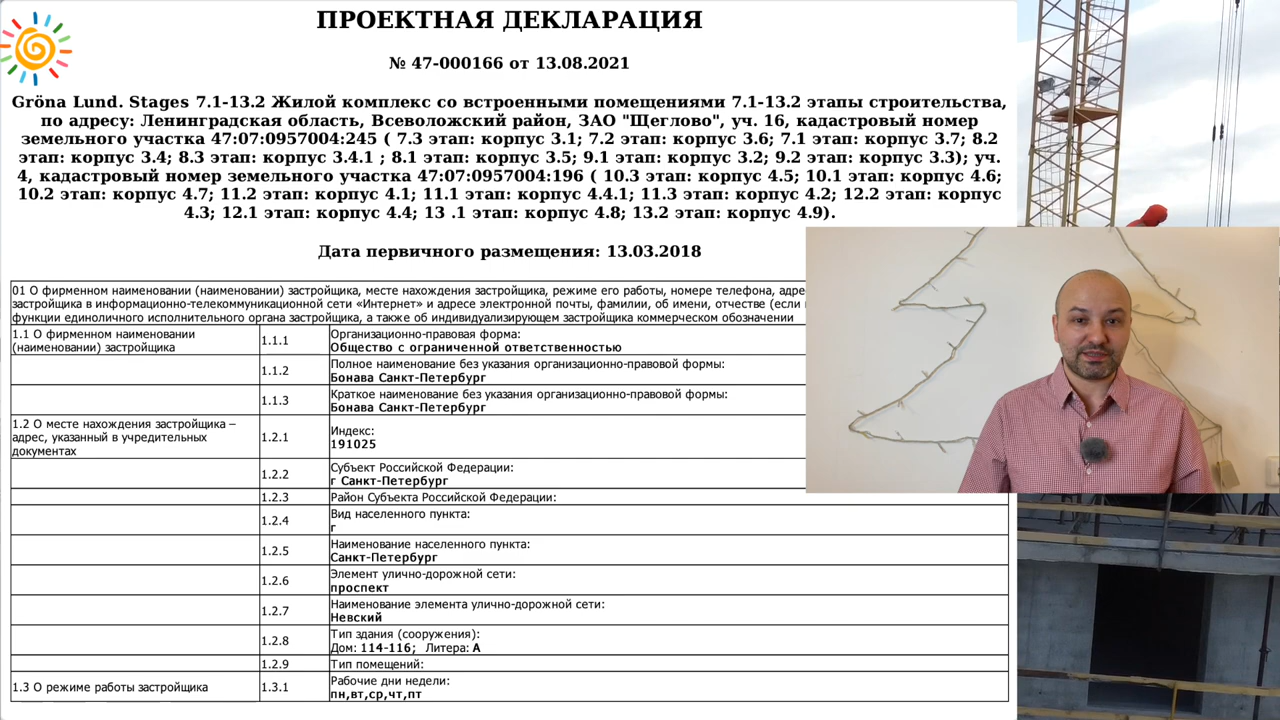 ПРОЕКТНАЯ ДЕКЛАРАЦИЯ
№ 47-000166 от 13.08.2021
Gröna Lund. Stages 7.1-13.2 Жилой комплекс со встроенными помещениями 7.1-13.2 этапы строительства,
по адресу: Ленинградская область, Всеволожский район, ЗАО "Щеглово", уч. 16, кадастровый номер
земельного участка 47:07:0957004:245 ( 7.3 этап: корпус 3.1; 7.2 этап: корпус 3.6; 7.1 этап: корпус 3.7; 8.2
этап: корпус 3.4; 8.3 этап: корпус 3.4.1 ; 8.1 этап: корпус 3.5; 9.1 этап: корпус 3.2; 9.2 этап: корпус 3.3); уч.
4, кадастровый номер земельного участка 47:07:0957004:196 ( 10.3 этап: корпус 4.5; 10.1 этап: корпус 4.6;
10.2 этап: корпус 4.7; 11.2 этап: корпус 4.1; 11.1 этап: корпус 4.4.1; 11.3 этап: корпус 4.2; 12.2 этап: корпус
4.3; 12.1 этап: корпус 4.4; 13 .1 этап: корпус 4.8; 13.2 этап: корпус 4.9).
Дата первичного размещения: 13.03.2018
01 О фирменном наименовании (наименовании) застройщика, месте нахождения застройщика, режиме его работы, номере телефона, адре
застройщика в информационно-телекоммуникационной сети «Интернет» и адресе электронной почты, фамилии, об имени, отчестве (если
функции единоличного исполнительного органа застройщика, а также об индивидуализирующем застройщика коммерческом обозначении
1.1 О фирменном наименовании
(наименовании) застройщика
1.1.1
Организационно-правовая форма:
Общество с ограниченной ответственностью
1.1.2
Полное наименование без указания организационно-правовой формы:
Бонава Санкт-Петербург
1.1.3
Краткое наименование без указания организационно-правовой формы:
Бонава Санкт-Петербург
1.2 О месте нахождения застройщика –
адрес, указанный в учредительных
документах
1.2.1
Индекс:
191025
1.2.2
Субъект Российской Федерации:
г Санкт-Петербург
1.2.3
Район Субъекта Российской Федерации:
1.2.4
Вид населенного пункта:
г
1.2.5
Наименование населенного пункта:
Санкт-Петербург
1.2.6
Элемент улично-дорожной сети:
проспект
1.2.7
Наименование элемента улично-дорожной сети:
Невский
1.2.8
Тип здания (сооружения):
Дом: 114-116; Литера: А
1.2.9
Тип помещений:
1.3 О режиме работы застройщика
1.3.1
Рабочие дни недели:
пн,вт,ср,чт,пт